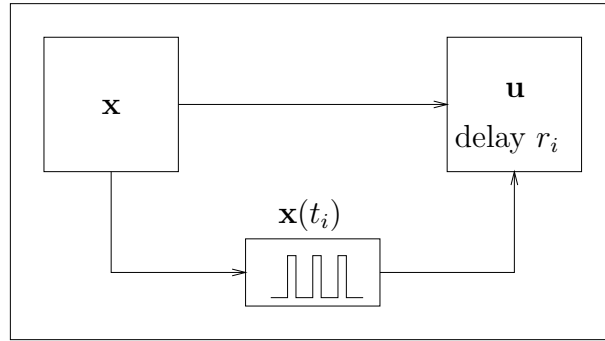 x
u
delay r_i
x(t_i)